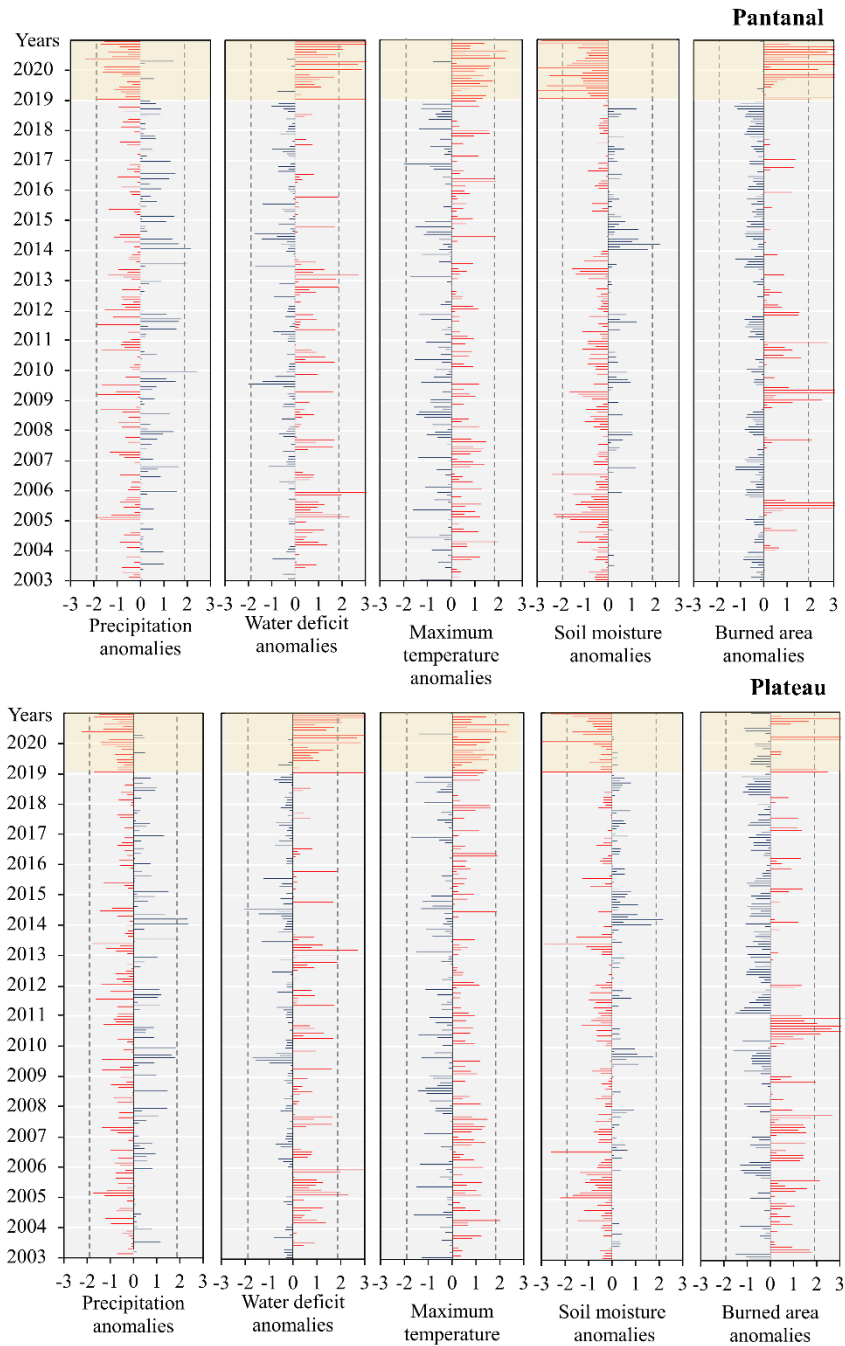 Pantanal
Years
2020
2019
2018
2017
2016
2015
2014
2013
2012
2011
2010
2009
2008
2007
2006
2005
2004
2003
-3 -2 -1 0 1 2 3 -3 -2 -1 0 1 2 3 -3 -2 -1 0 1 2 3 -3 -2 -1 0 1 2 3 -3 -2 -1 0 1 2 3
Precipitation
anomalies
Water deficit
anomalies
Maximum
temperature
anomalies
Soil moisture
anomalies
Burned area
anomalies
Plateau
Years
2020
2019
2018
2017
2016
2015
2014
2013
2012
2011
2010
2009
2008
2007
2006
2005
2004
2003
-3 -2 -1 0 1 2 3 -3 -2 -1 0 1 2 3 -3 -2 -1 0 1 2 3 -3 -2 -1 0 1 2 3 -3 -2 -1 0 1 2 3
Precipitation
anomalies
Water deficit
anomalies
Maximum
temperature
Soil moisture
anomalies
Burned area
anomalies